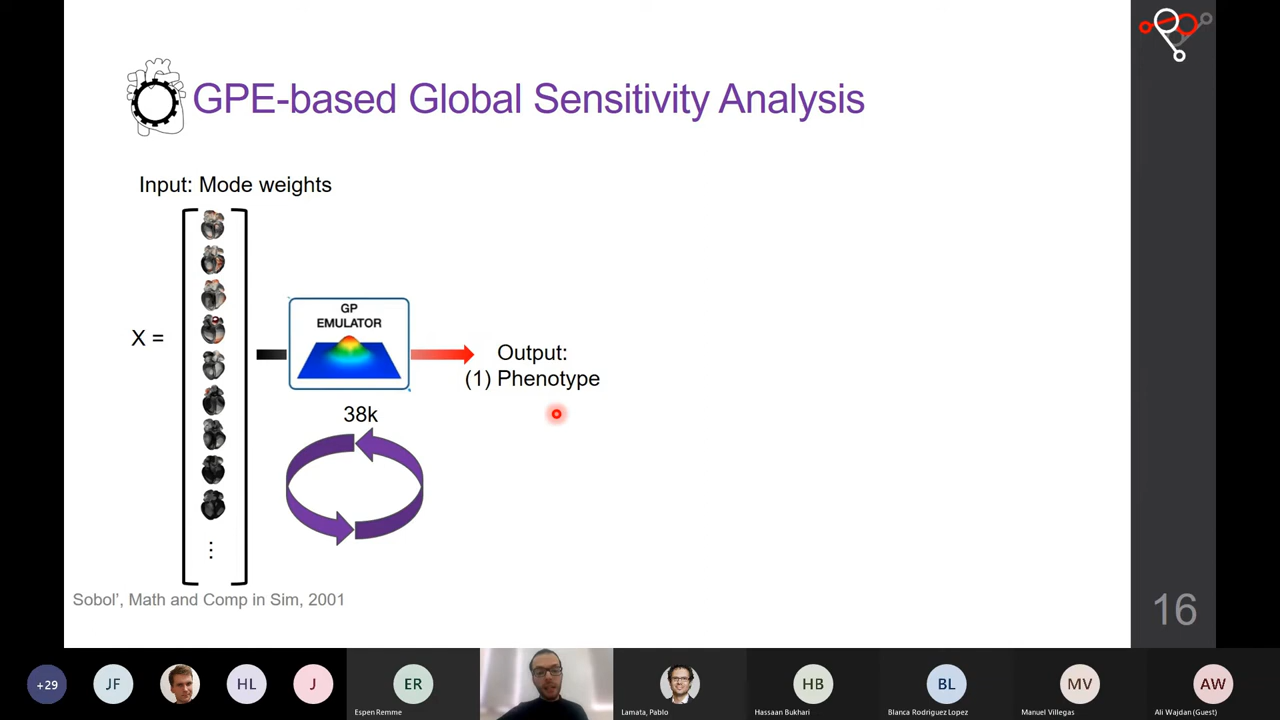 GPE-based Global Sensitivity Analysis
Input: Mode weights
X =
GP
EMULATOR
Output:
(1) Phenotype
38k
⋮
Sobol’, Math and Comp in Sim, 2001
16
+29
JF
HL
J
ER
Espen Remme
Lamata, Pablo
HB
Hassaan Bukhari
BL
Blanca Rodriguez Lopez
MV
Manuel Villegas
AW
Ali Wajdan (Guest)